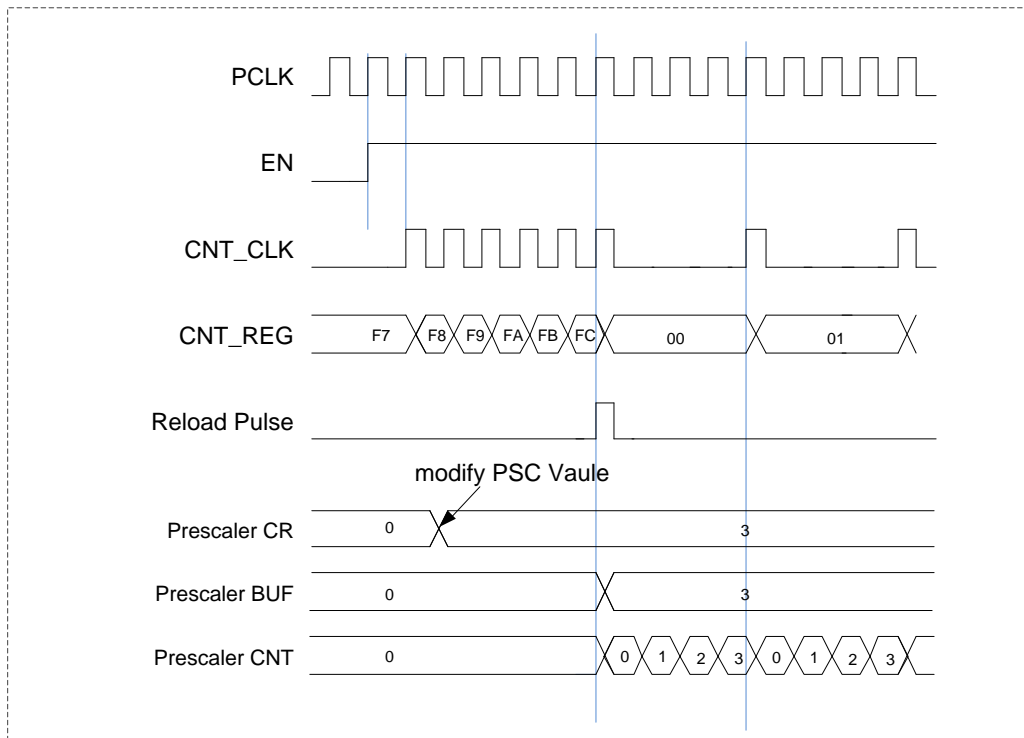 PCLK
EN
CNT_CLK
CNT_REG F7 F8 F9 FA FB FC 00 01
Reload Pulse
modify PSC Vaule
Prescaler CR 0 3
Prescaler BUF 0 3
Prescaler CNT 0 0 1 2 3 0 1 2 3